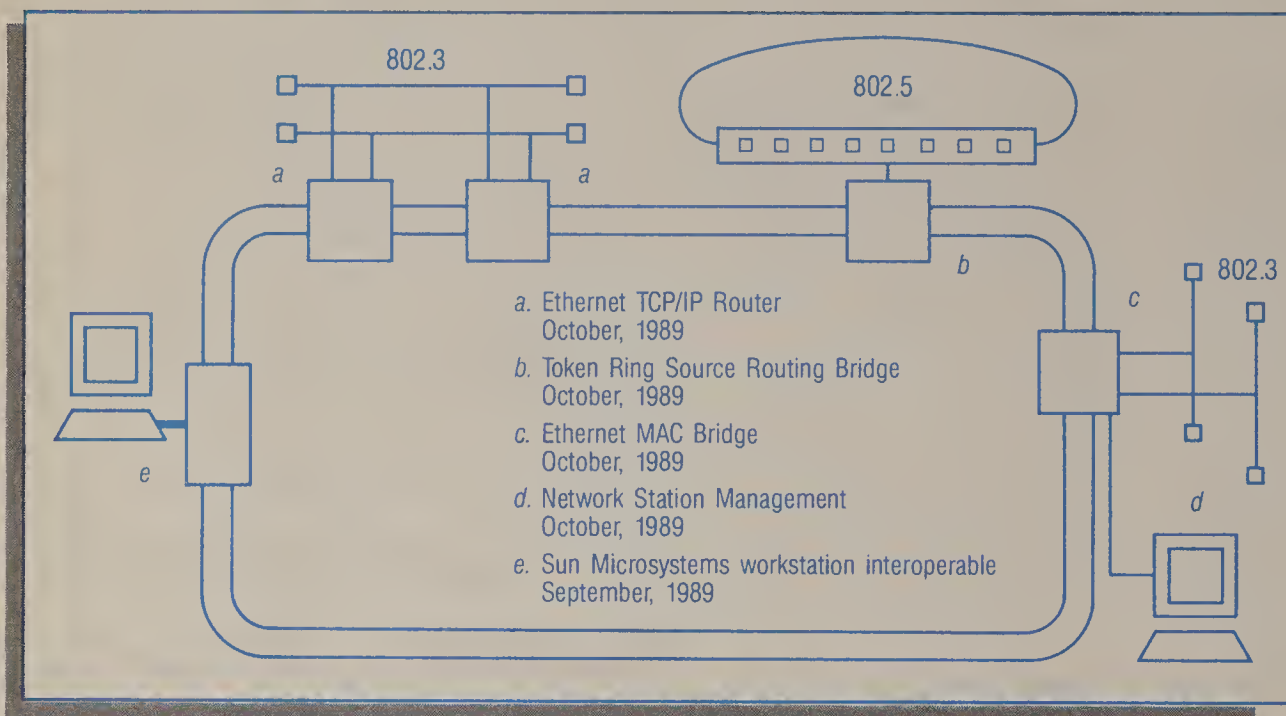 802.3
802.5
a
a
b
c
802.3
a. Ethernet TCP/IP Router
October, 1989
b. Token Ring Source Routing Bridge
October, 1989
c. Ethernet MAC Bridge
October, 1989
d. Network Station Management
October, 1989
e. Sun Microsystems workstation interoperable
September, 1989
e
d